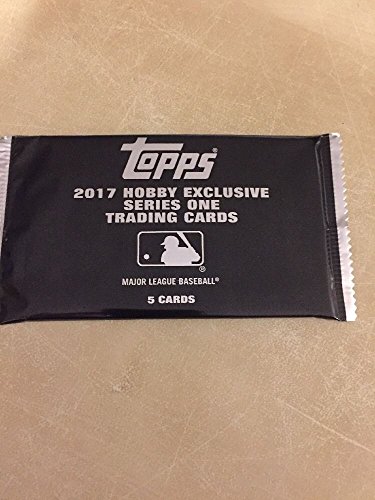 TOPPS®
2017 HOBBY EXCLUSIVE
SERIES ONE
TRADING CARDS
®
MAJOR LEAGUE BASEBALL®
5 CARDS